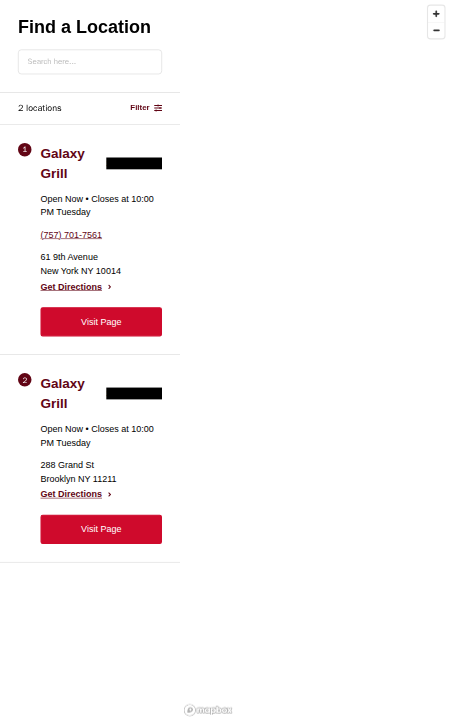 Find a Location
Search here...
2 locations
Filter
1
Galaxy
Grill
Open Now • Closes at 10:00
PM Tuesday
(757) 701-7561
61 9th Avenue
New York NY 10014
Get Directions
Visit Page
2
Galaxy
Grill
Open Now • Closes at 10:00
PM Tuesday
288 Grand St
Brooklyn NY 11211
Get Directions
Visit Page
+
−
mapbox